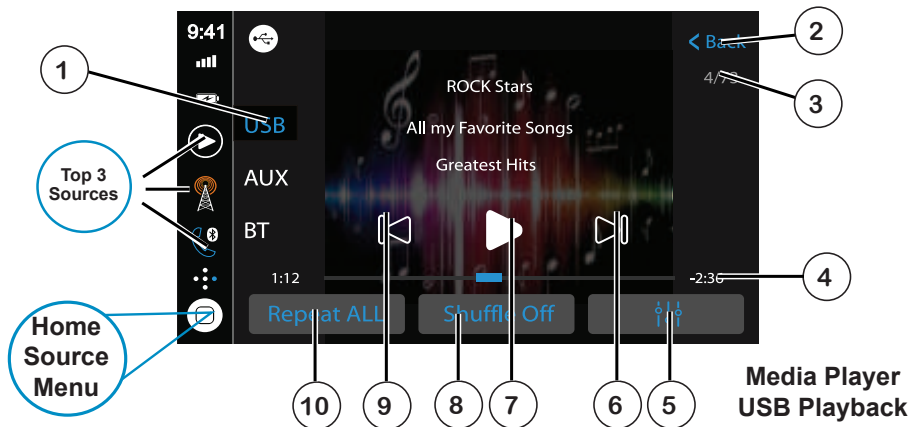 9:41
2
< Back
1
ROCK Stars
4/73
3
USB
All my Favorite Songs
Top 3
Sources
Greatest Hits
AUX
BT
1:12
-2:36
4
Home
Source
Menu
Repeat ALL
Shuffle Off
10
9
8
7
6
5
Media Player
USB Playback